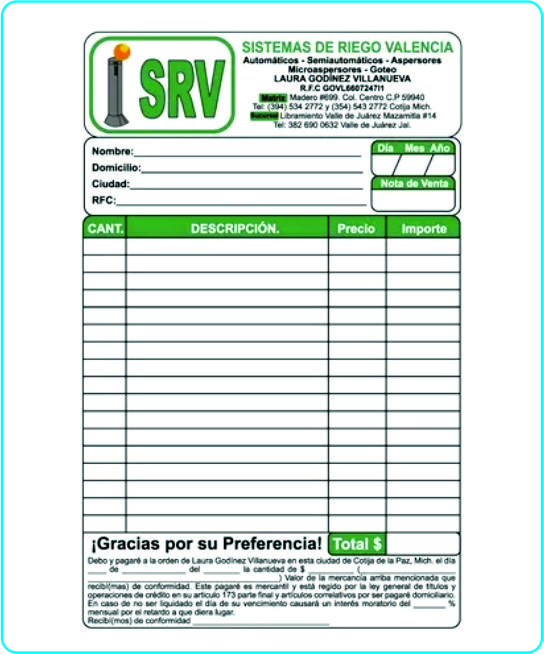 SRV
SISTEMAS DE RIEGO VALENCIA
Automáticos - Semiautomáticos - Aspersores
Microaspersores - Goteo
LAURA GODÍNEZ VILLANUEVA
R.F.C GOVL6607247I1
Matriz Madero #699. Col. Centro C.P 59940
Tel: (394) 534 2772 y (354) 543 2772 Cotija Mich.
Sucursal Libramiento Valle de Juárez Mazamitla #14
Tel: 382 690 0632 Valle de Juárez Jal.
Nombre:
Domicilio:
Ciudad:
RFC:
Día Mes Año
Nota de Venta
CANT. DESCRIPCIÓN. Precio Importe
¡Gracias por su Preferencia! Total $
Debo y pagaré a la orden de Laura Godínez Villanueva en esta ciudad de Cotija de la Paz, Mich. el día
____ de ____________ del _______ la cantidad de $ _________ (________________
________________________________) Valor de la mercancía arriba mencionada que
recibí(mos) de conformidad. Este pagaré es mercantil y está regido por la ley general de títulos y
operaciones de crédito en su articulo 173 parte final y artículos correlativos por ser pagaré domiciliario.
En caso de no ser liquidado el día de su vencimiento causará un interés moratorio del ______ %
mensual por el retardo a que diera lugar.
Recibí(mos) de conformidad ______________________